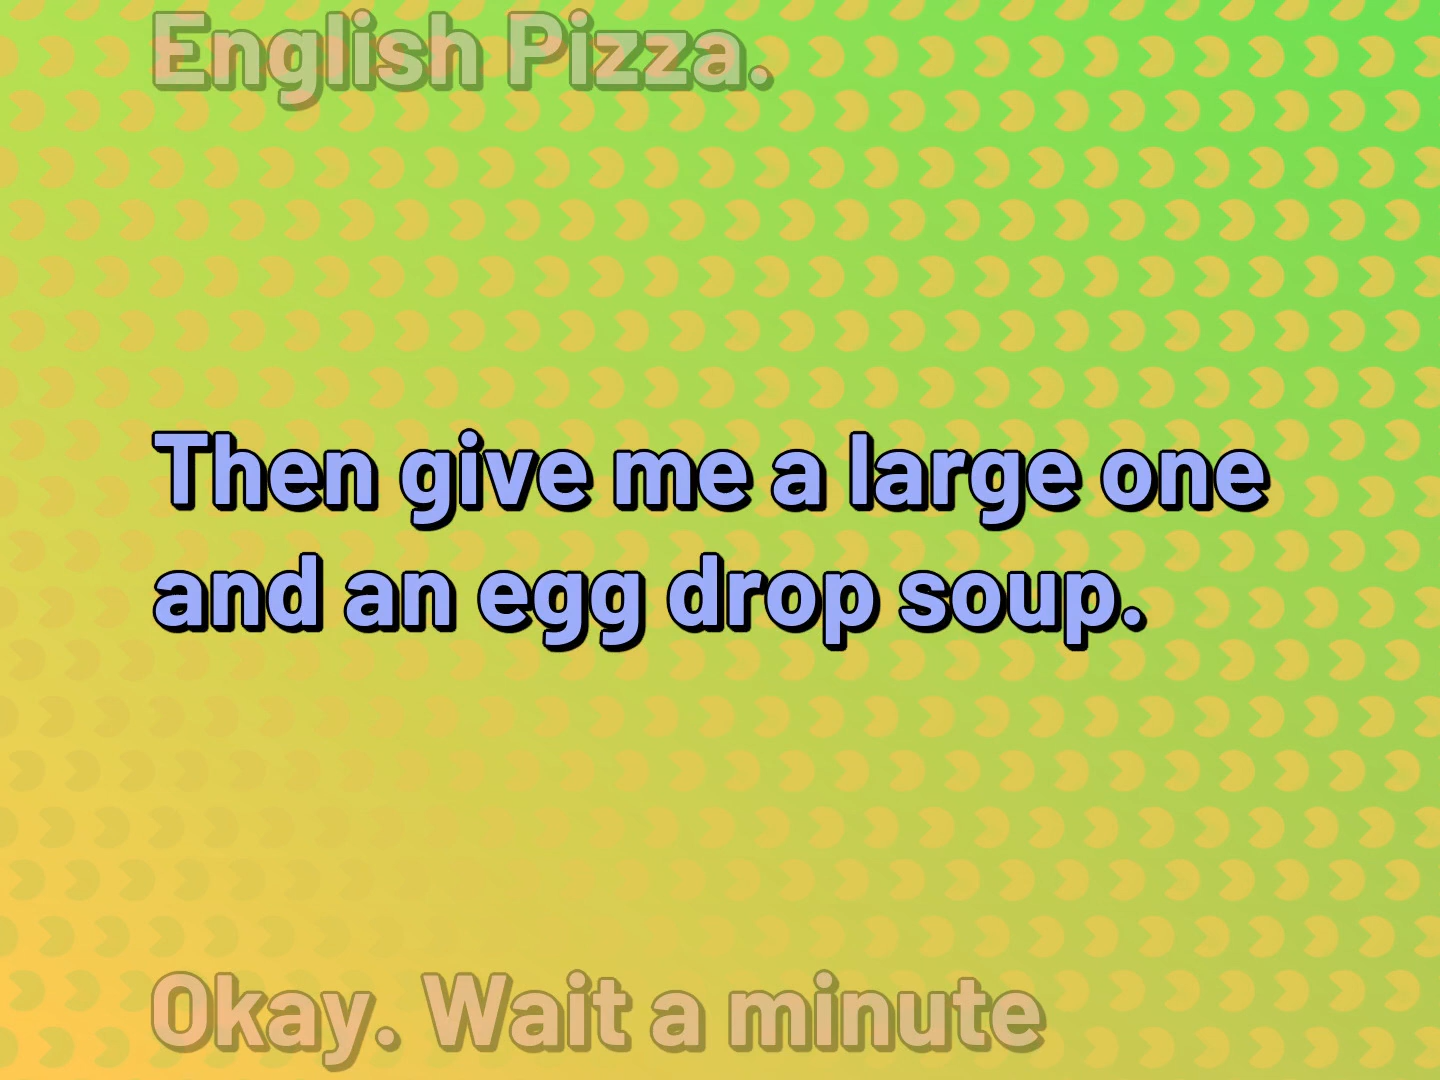 English Pizza.
Then give me a large one
and an egg drop soup.
Okay. Wait a minute